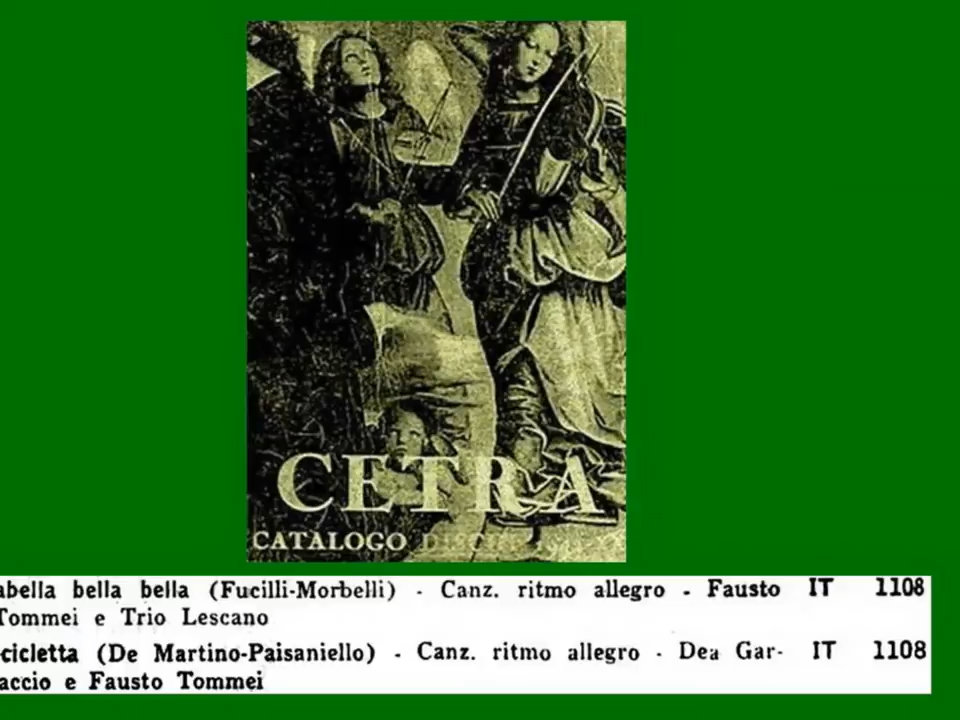 CETRA
CATALOGO DISCHI
abella bella bella (Fucilli-Morbelli) - Canz. ritmo allegro - Fausto IT 1108
Tommei e Trio Lescano
cicletta (De Martino-Paisaniello) - Canz. ritmo allegro - Dea Gar- IT 1108
accio e Fausto Tommei